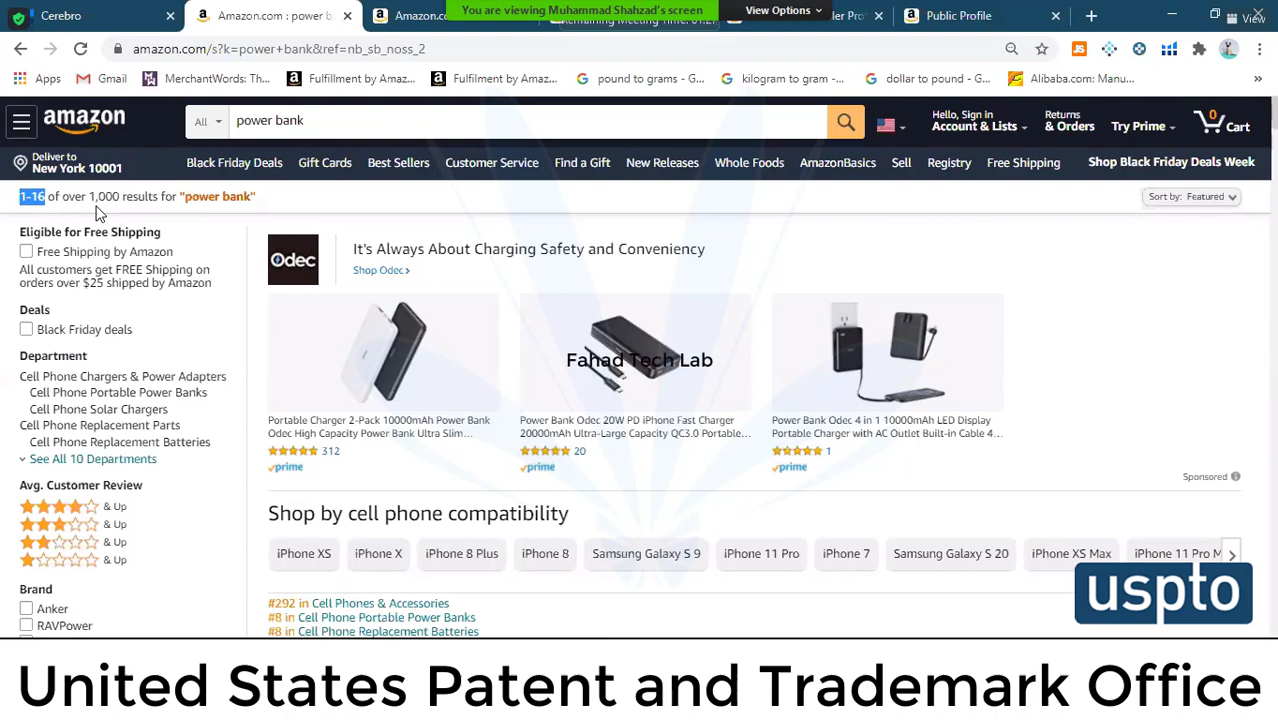 Cerebro
Amazon.com : power b
Amazon.c
You are viewing Muhammad Shahzad's screen
View Options
Remaining Meeting Time: 01:21
er Prof
Public Profile
View
amazon.com/s?k=power+bank&ref=nb_sb_noss_2
Apps
Gmail
MerchantWords: Th...
Fulfillment by Amaz...
Fulfilment by Amaz...
pound to grams - G...
kilogram to gram -...
dollar to pound - G...
Alibaba.com: Manu...
amazon
All
power bank
Hello, Sign in
Account & Lists
Returns
& Orders
Try Prime
0
Cart
Deliver to
New York 10001
Black Friday Deals
Gift Cards
Best Sellers
Customer Service
Find a Gift
New Releases
Whole Foods
AmazonBasics
Sell
Registry
Free Shipping
Shop Black Friday Deals Week
1-16 of over 1,000 results for "power bank"
Sort by: Featured
Eligible for Free Shipping
Free Shipping by Amazon
All customers get FREE Shipping on
orders over $25 shipped by Amazon
Deals
Black Friday deals
Department
Cell Phone Chargers & Power Adapters
Cell Phone Portable Power Banks
Cell Phone Solar Chargers
Cell Phone Replacement Parts
Cell Phone Replacement Batteries
See All 10 Departments
Avg. Customer Review
& Up
& Up
& Up
& Up
Brand
Anker
RAVPower
Odec
It's Always About Charging Safety and Conveniency
Shop Odec
Fahad Tech Lab
Portable Charger 2-Pack 10000mAh Power Bank
Odec High Capacity Power Bank Ultra Slim...
312
prime
Power Bank Odec 20W PD iPhone Fast Charger
20000mAh Ultra-Large Capacity QC3.0 Portable...
20
prime
Power Bank Odec 4 in 1 10000mAh LED Display
Portable Charger with AC Outlet Built-in Cable 4...
1
prime
Sponsored
Shop by cell phone compatibility
iPhone XS
iPhone X
iPhone 8 Plus
iPhone 8
Samsung Galaxy S 9
iPhone 11 Pro
iPhone 7
Samsung Galaxy S 20
iPhone XS Max
iPhone 11 Pro M
#292 in Cell Phones & Accessories
#8 in Cell Phone Portable Power Banks
#8 in Cell Phone Replacement Batteries
uspto
United States Patent and Trademark Office